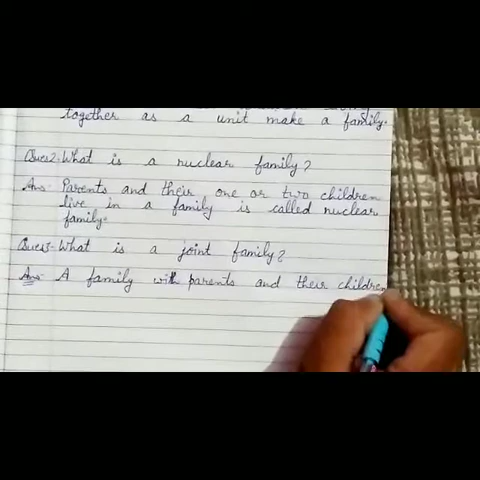 together as a unit make a family.
Ques2. What is a nuclear family?
Ans. Parents and their one or two children
live in a family is called nuclear
family.
Ques3. What is a joint family?
Ans. A family with parents and their children